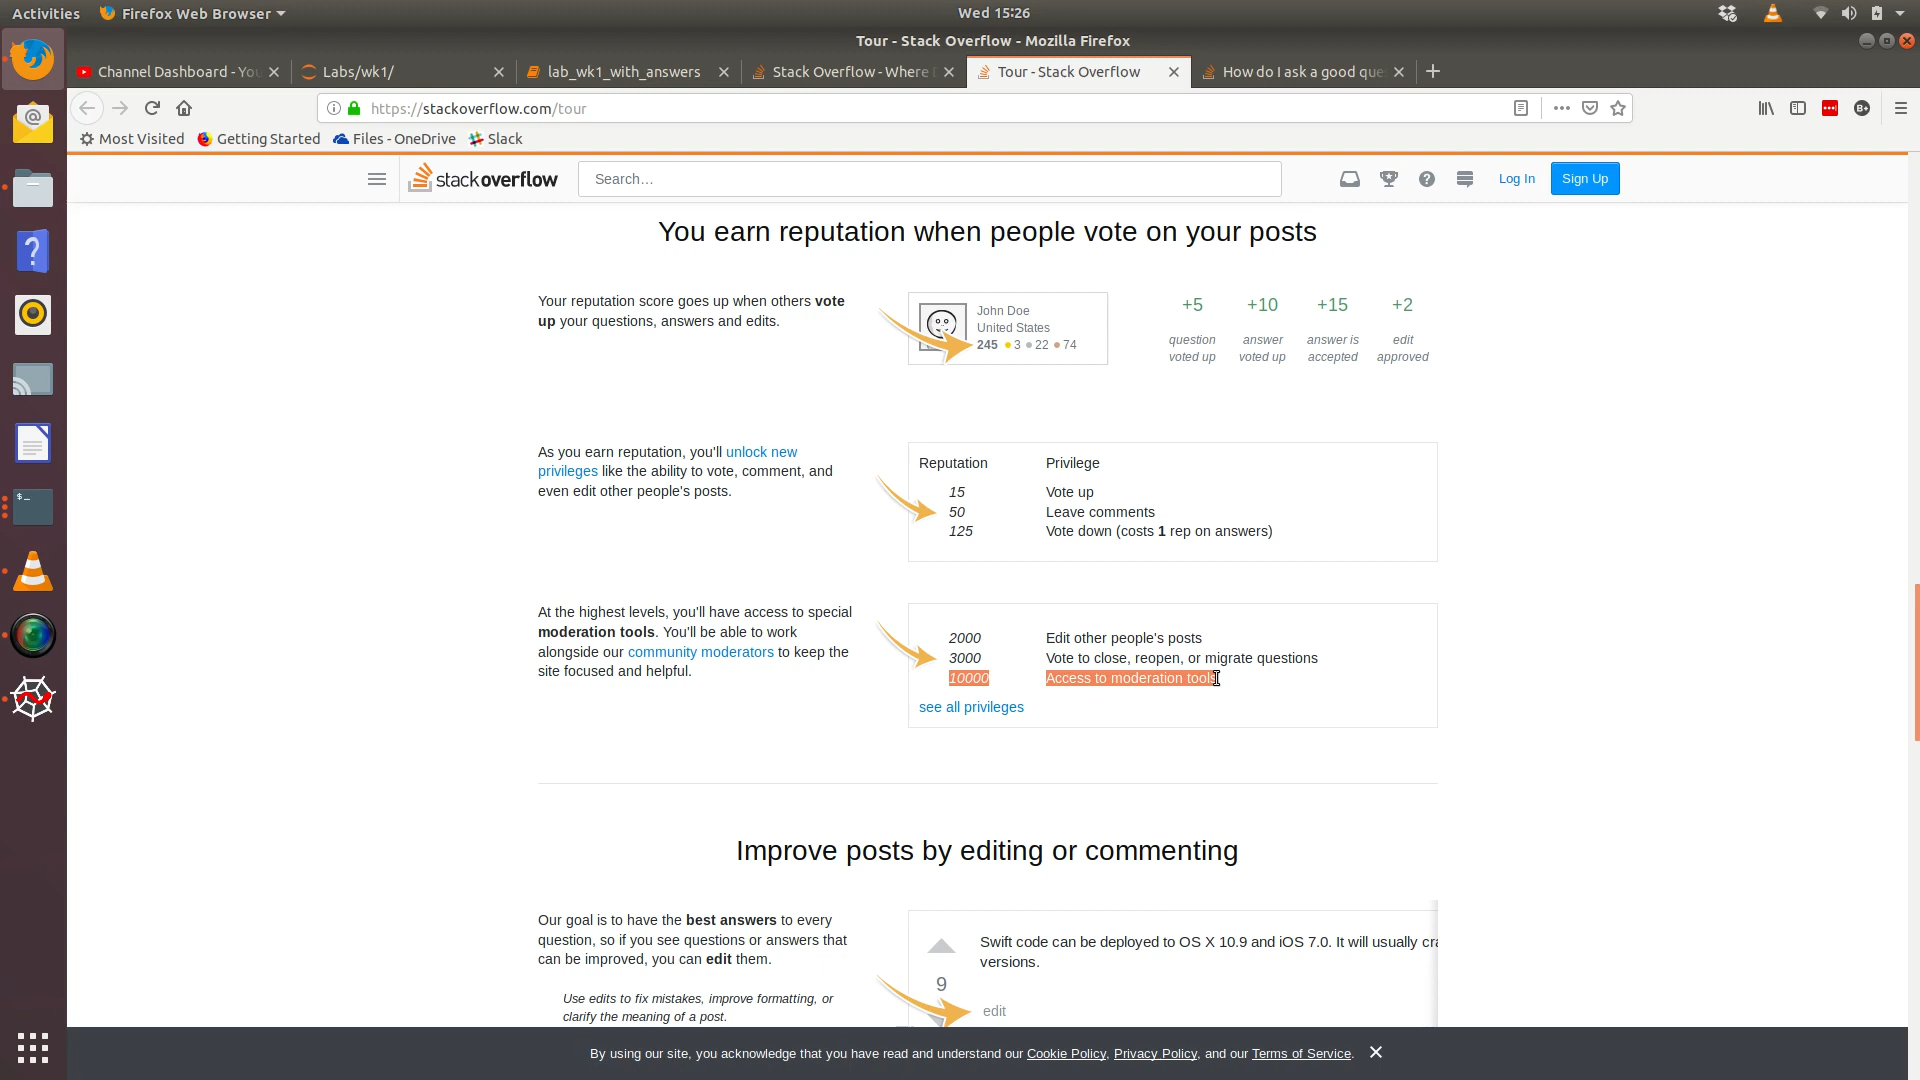 Activities Firefox Web Browser Wed 15:26
Tour - Stack Overflow - Mozilla Firefox
Channel Dashboard - You Labs/wk1/ lab_wk1_with_answers Stack Overflow - Where Tour - Stack Overflow How do I ask a good que
https://stackoverflow.com/tour
Most Visited Getting Started Files - OneDrive Slack
stackoverflow Search… Log In Sign Up
You earn reputation when people vote on your posts
Your reputation score goes up when others vote
up your questions, answers and edits.
John Doe
United States
245 3 22 74
+5 +10 +15 +2
question answer answer is edit
voted up voted up accepted approved
As you earn reputation, you'll unlock new
privileges like the ability to vote, comment, and
even edit other people's posts.
Reputation Privilege
15 Vote up
50 Leave comments
125 Vote down (costs 1 rep on answers)
At the highest levels, you'll have access to special
moderation tools. You'll be able to work
alongside our community moderators to keep the
site focused and helpful.
2000 Edit other people's posts
3000 Vote to close, reopen, or migrate questions
10000 Access to moderation tools
see all privileges
Improve posts by editing or commenting
Our goal is to have the best answers to every
question, so if you see questions or answers that
can be improved, you can edit them.
Use edits to fix mistakes, improve formatting, or
clarify the meaning of a post.
Swift code can be deployed to OS X 10.9 and iOS 7.0. It will usually cra
versions.
9
edit
By using our site, you acknowledge that you have read and understand our Cookie Policy, Privacy Policy, and our Terms of Service.